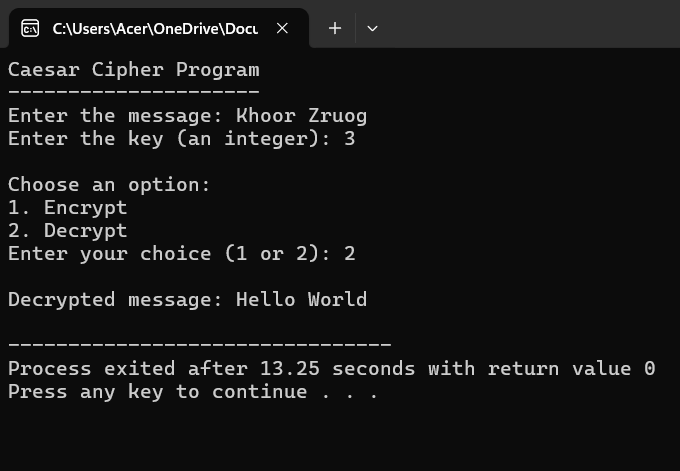 C:\Users\Acer\OneDrive\Docu
Caesar Cipher Program
---------------------
Enter the message: Khoor Zruog
Enter the key (an integer): 3
Choose an option:
1. Encrypt
2. Decrypt
Enter your choice (1 or 2): 2
Decrypted message: Hello World
--------------------------------
Process exited after 13.25 seconds with return value 0
Press any key to continue . . .